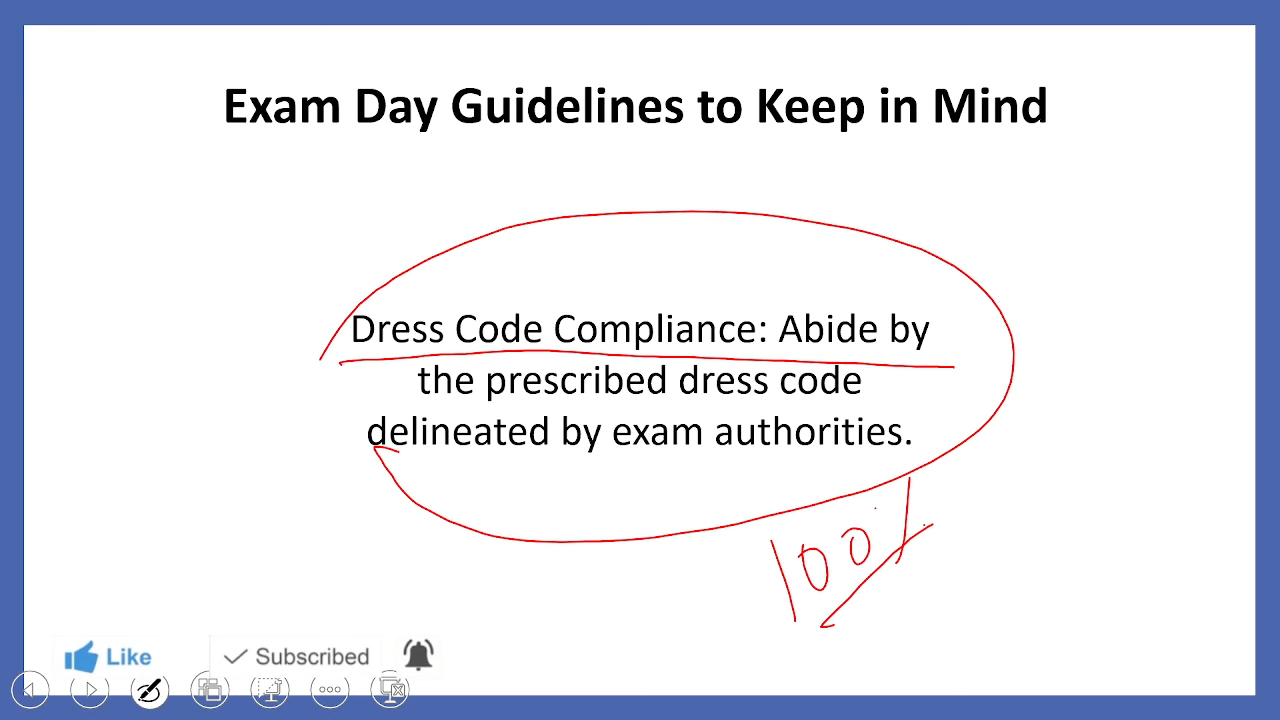 Exam Day Guidelines to Keep in Mind
Dress Code Compliance: Abide by
the prescribed dress code
delineated by exam authorities.
100%
Like
Subscribed